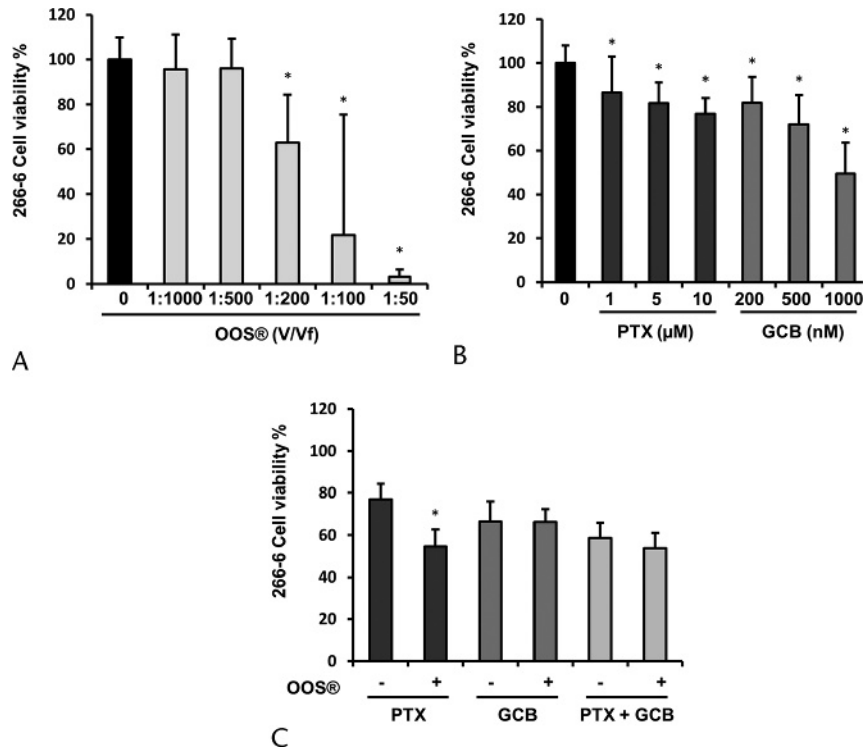 266-6 Cell viability %
120
100
80
60
40
20
0
*
*
*
0 1:1000 1:500 1:200 1:100 1:50
OOS® (V/Vf)
A
266-6 Cell viability %
120
100
80
60
40
20
0
*
*
*
*
*
*
0 1 5 10 200 500 1000
PTX (µM) GCB (nM)
B
266-6 Cell viability %
120
100
80
60
40
20
0
*
OOS® - + - + - +
PTX GCB PTX + GCB
C